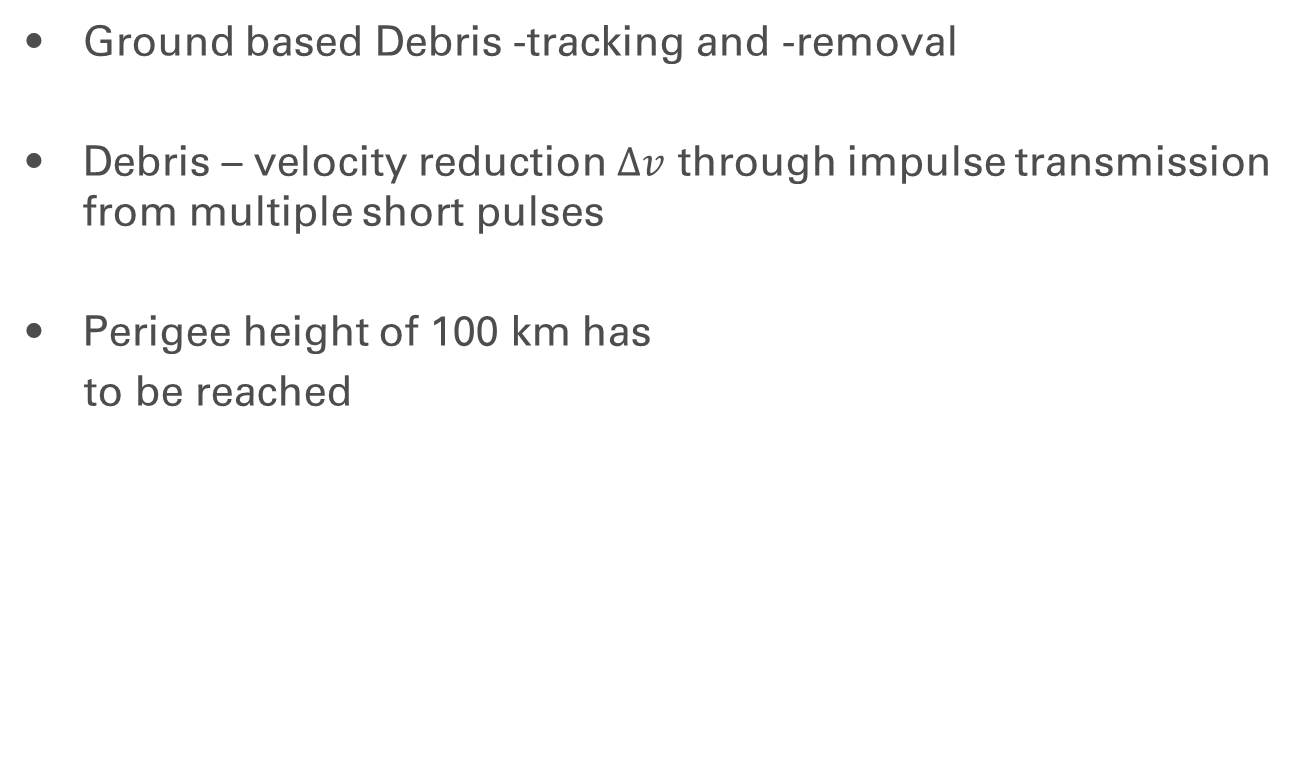 • Ground based Debris -tracking and -removal
• Debris – velocity reduction Δ𝑣 through impulse transmission
from multiple short pulses
• Perigee height of 100 km has
to be reached